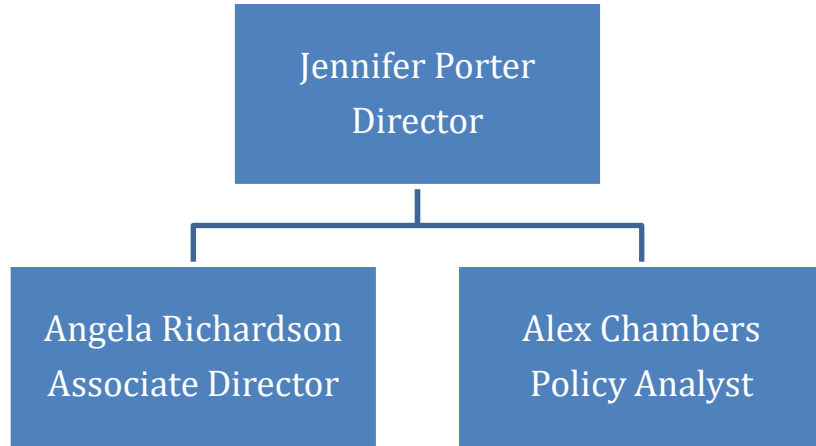 Jennifer Porter
Director
Angela Richardson
Associate Director
Alex Chambers
Policy Analyst